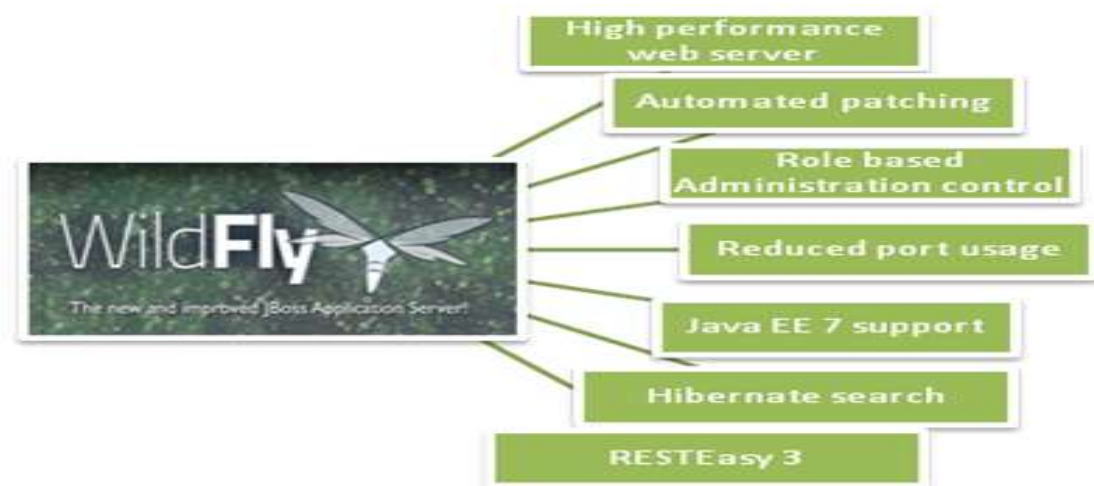 High performance
web server
Automated patching
Role based
Administration control
WildFly
The new and improved JBoss Application Server!
Reduced port usage
Java EE 7 support
Hibernate search
RESTEasy 3